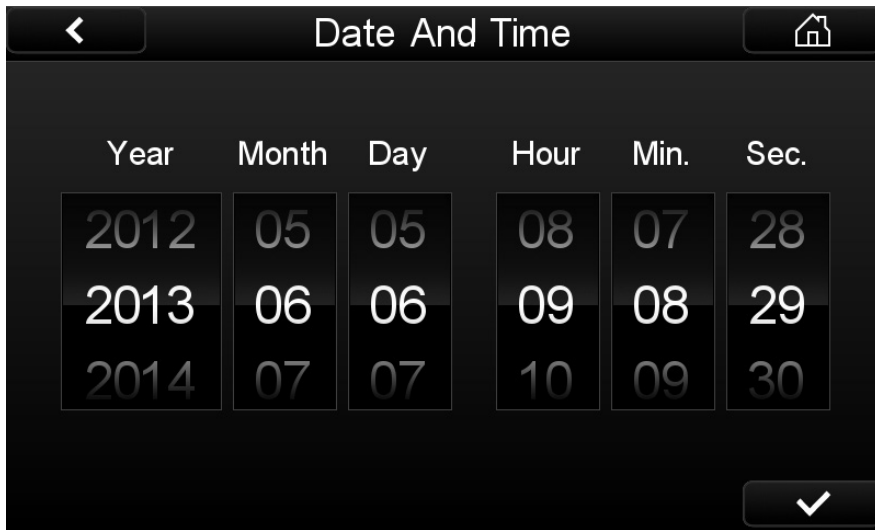 Date And Time
Year Month Day Hour Min. Sec.
2012 05 05 08 07 28
2013 06 06 09 08 29
2014 07 07 10 09 30